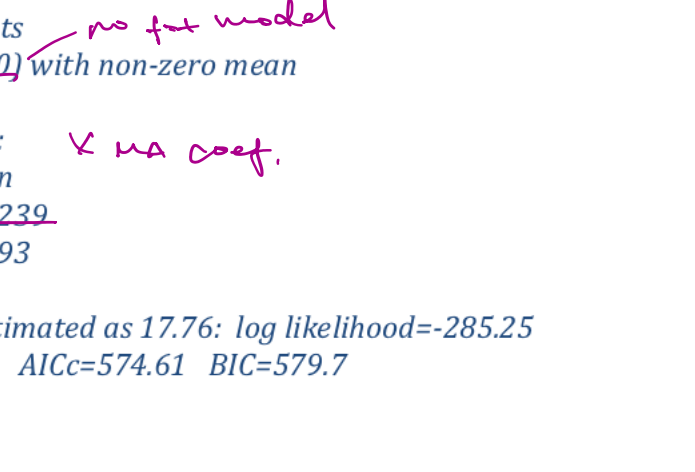 ts no fat model
0) with non-zero mean
: X MA coef.
n
239
93
timated as 17.76: log likelihood=-285.25
AICc=574.61 BIC=579.7